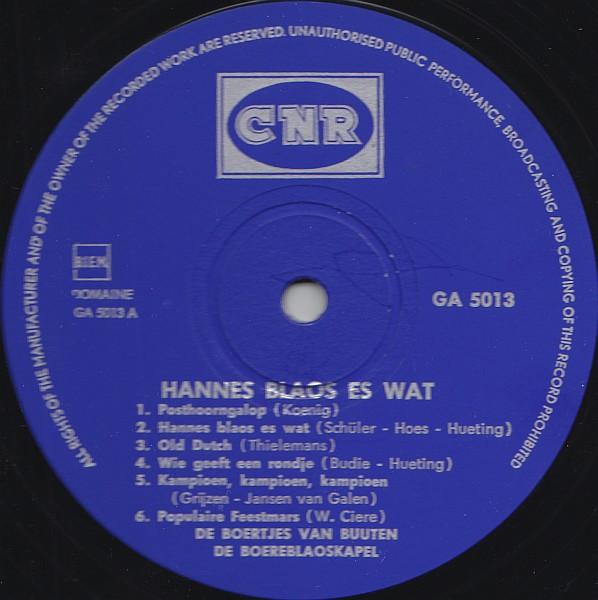 ALL RIGHTS OF THE MANUFACTURER AND OF THE OWNER OF THE RECORDED WORK ARE RESERVED. UNAUTHORISED PUBLIC PERFORMANCE, BROADCASTING AND COPYING OF THIS RECORD PROHIBITED
CNR
BIEM
DOMAINE
GA 5013 A
GA 5013
HANNES BLAOS ES WAT
1. Posthoorngalop (Koenig)
2. Hannes blaos es wat (Schüler - Hoes - Hueting)
3. Old Dutch (Thielemans)
4. Wie geeft een rondje (Budie - Hueting)
5. Kampioen, kampioen, kampioen
(Grijzen - Jansen van Galen)
6. Populaire Feestmars (W. Ciere)
DE BOERTJES VAN BUUTEN
DE BOEREBLAOSKAPEL